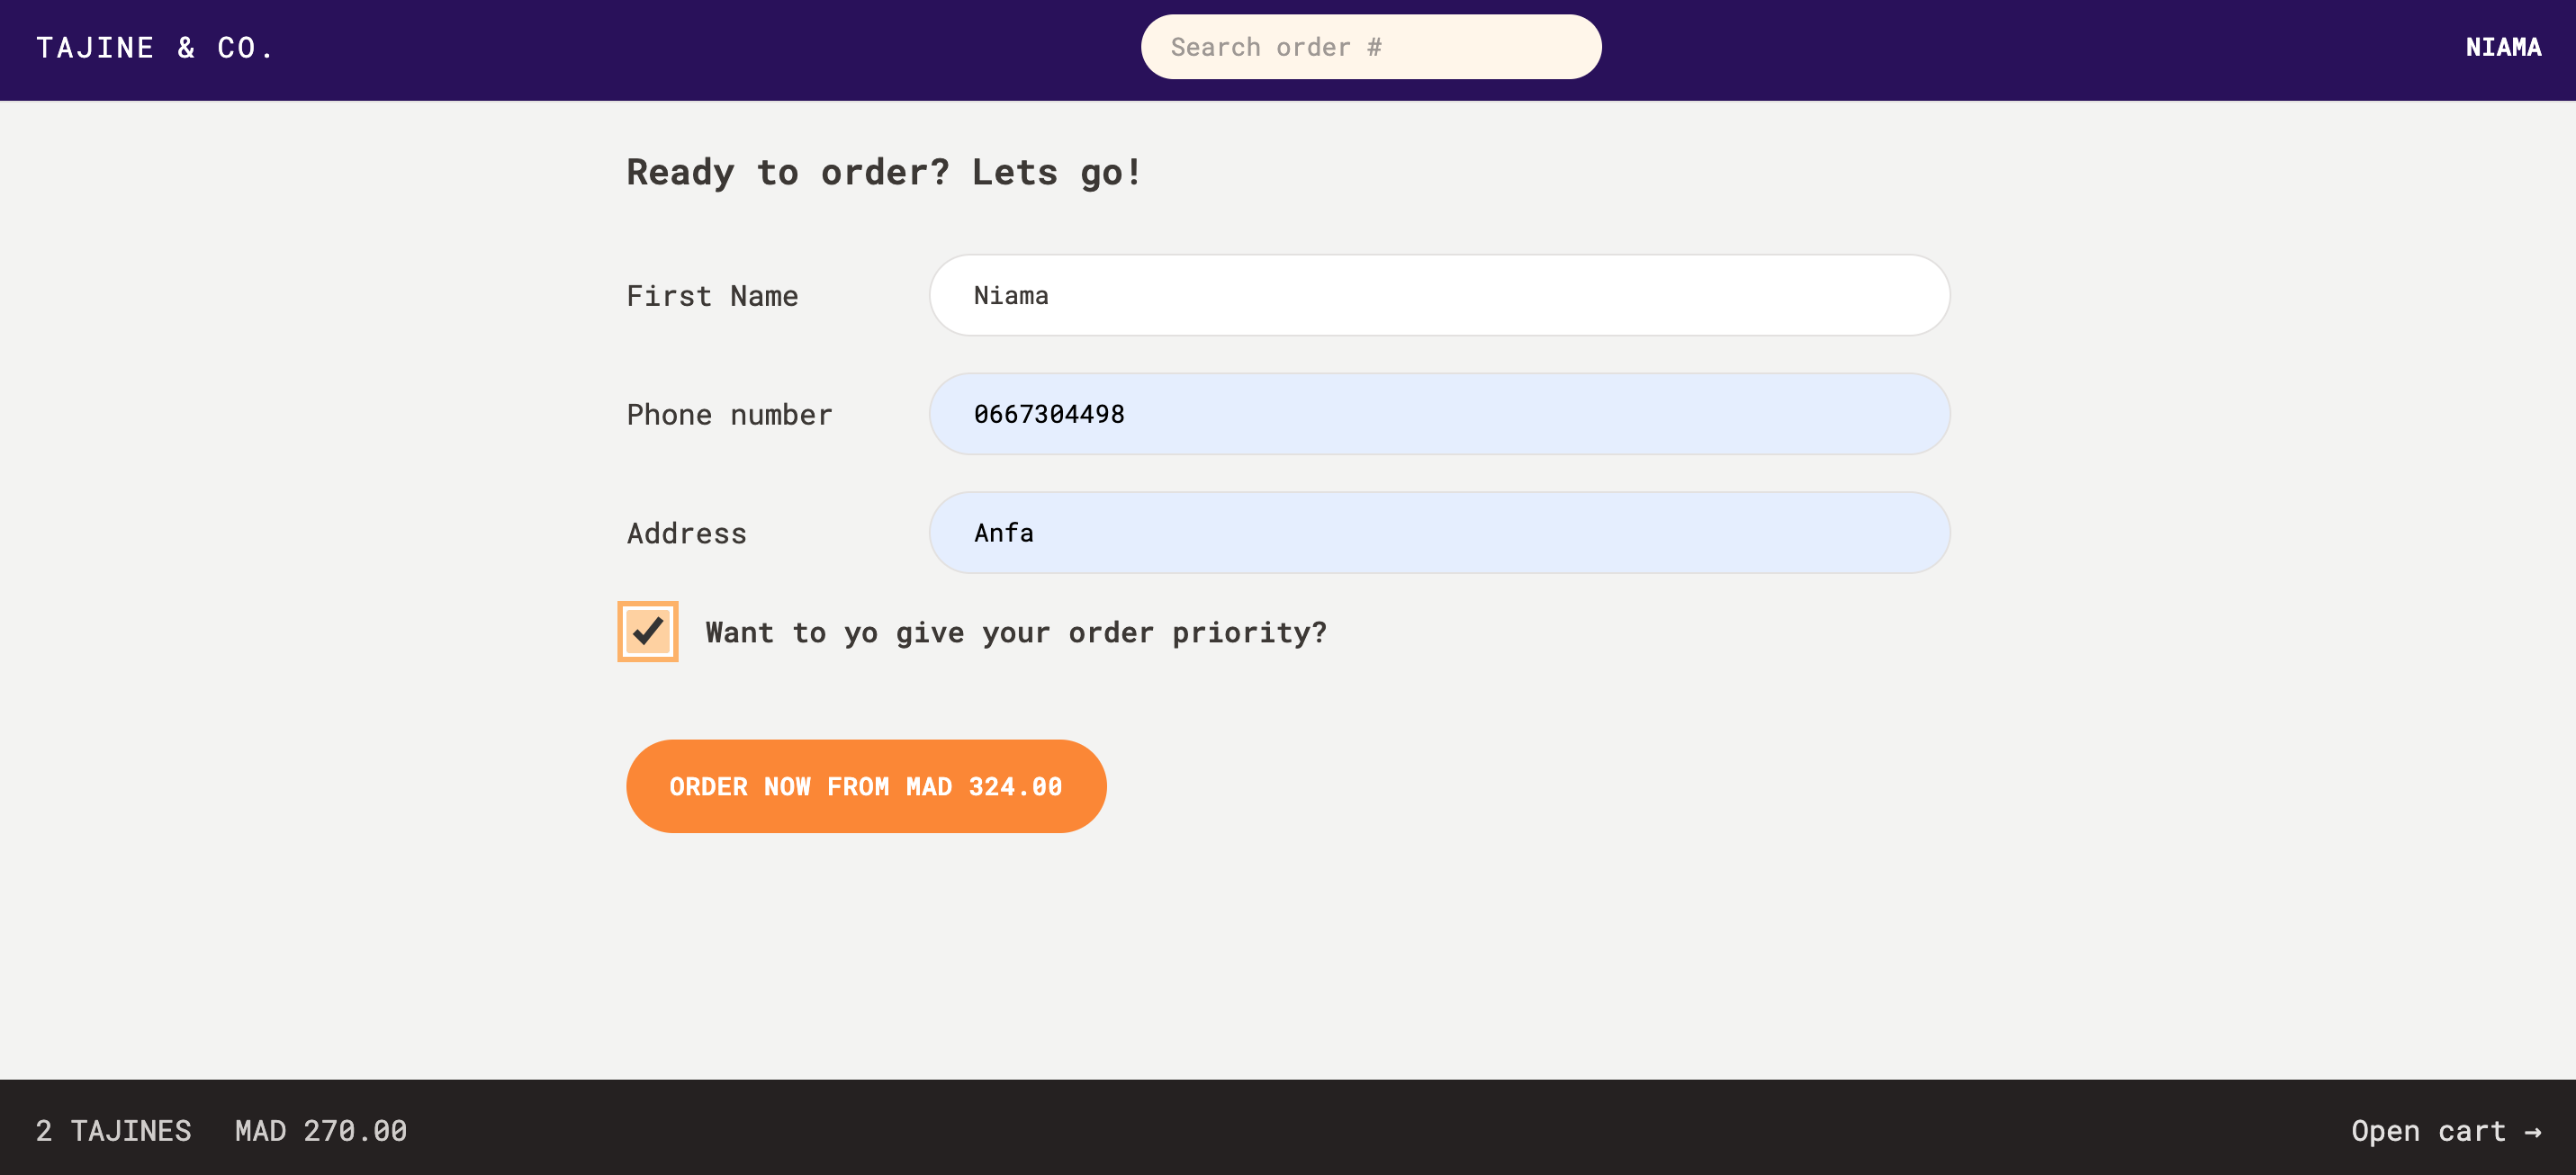 TAJINE & CO.
Search order #
NIAMA
Ready to order? Lets go!
First Name
Niama
Phone number
0667304498
Address
Anfa
Want to yo give your order priority?
ORDER NOW FROM MAD 324.00
2 TAJINES MAD 270.00
Open cart →